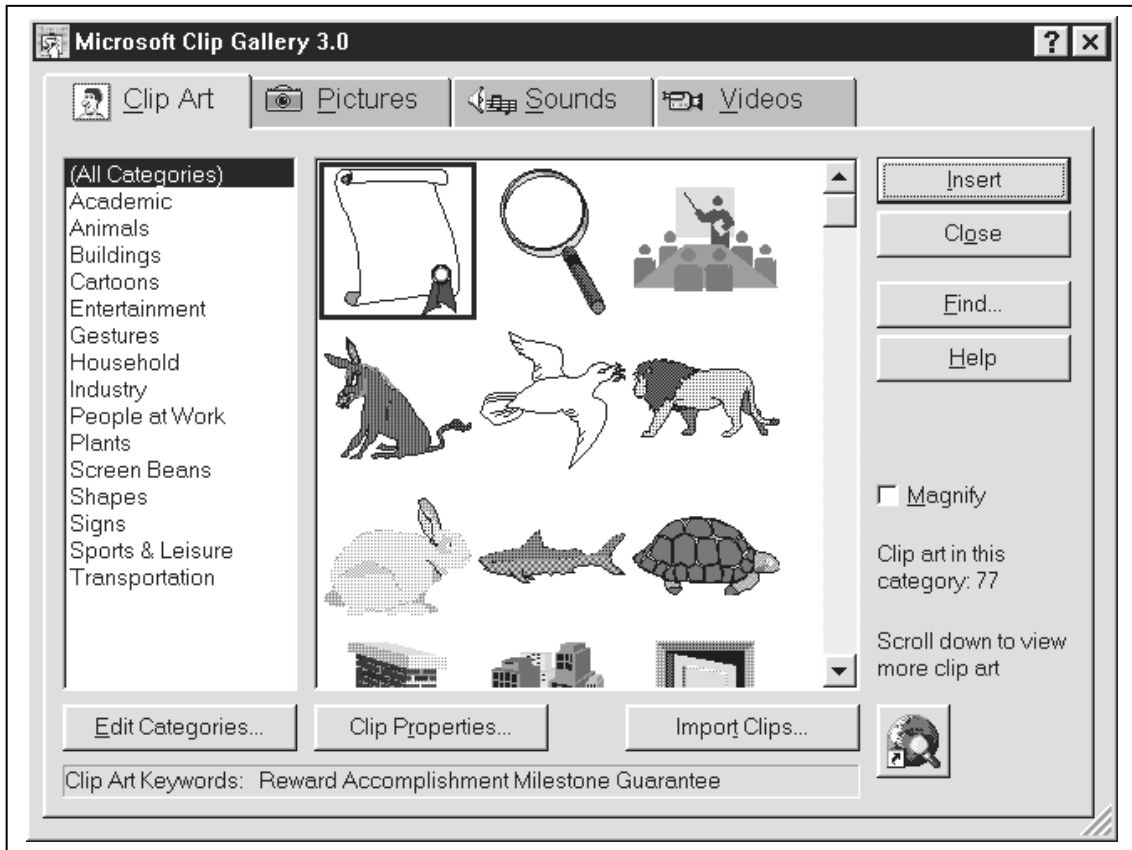 Microsoft Clip Gallery 3.0
Clip Art
Pictures
Sounds
Videos
(All Categories)
Academic
Animals
Buildings
Cartoons
Entertainment
Gestures
Household
Industry
People at Work
Plants
Screen Beans
Shapes
Signs
Sports & Leisure
Transportation
Insert
Close
Find...
Help
Magnify
Clip art in this
category: 77
Scroll down to view
more clip art
Edit Categories...
Clip Properties...
Import Clips...
Clip Art Keywords: Reward Accomplishment Milestone Guarantee